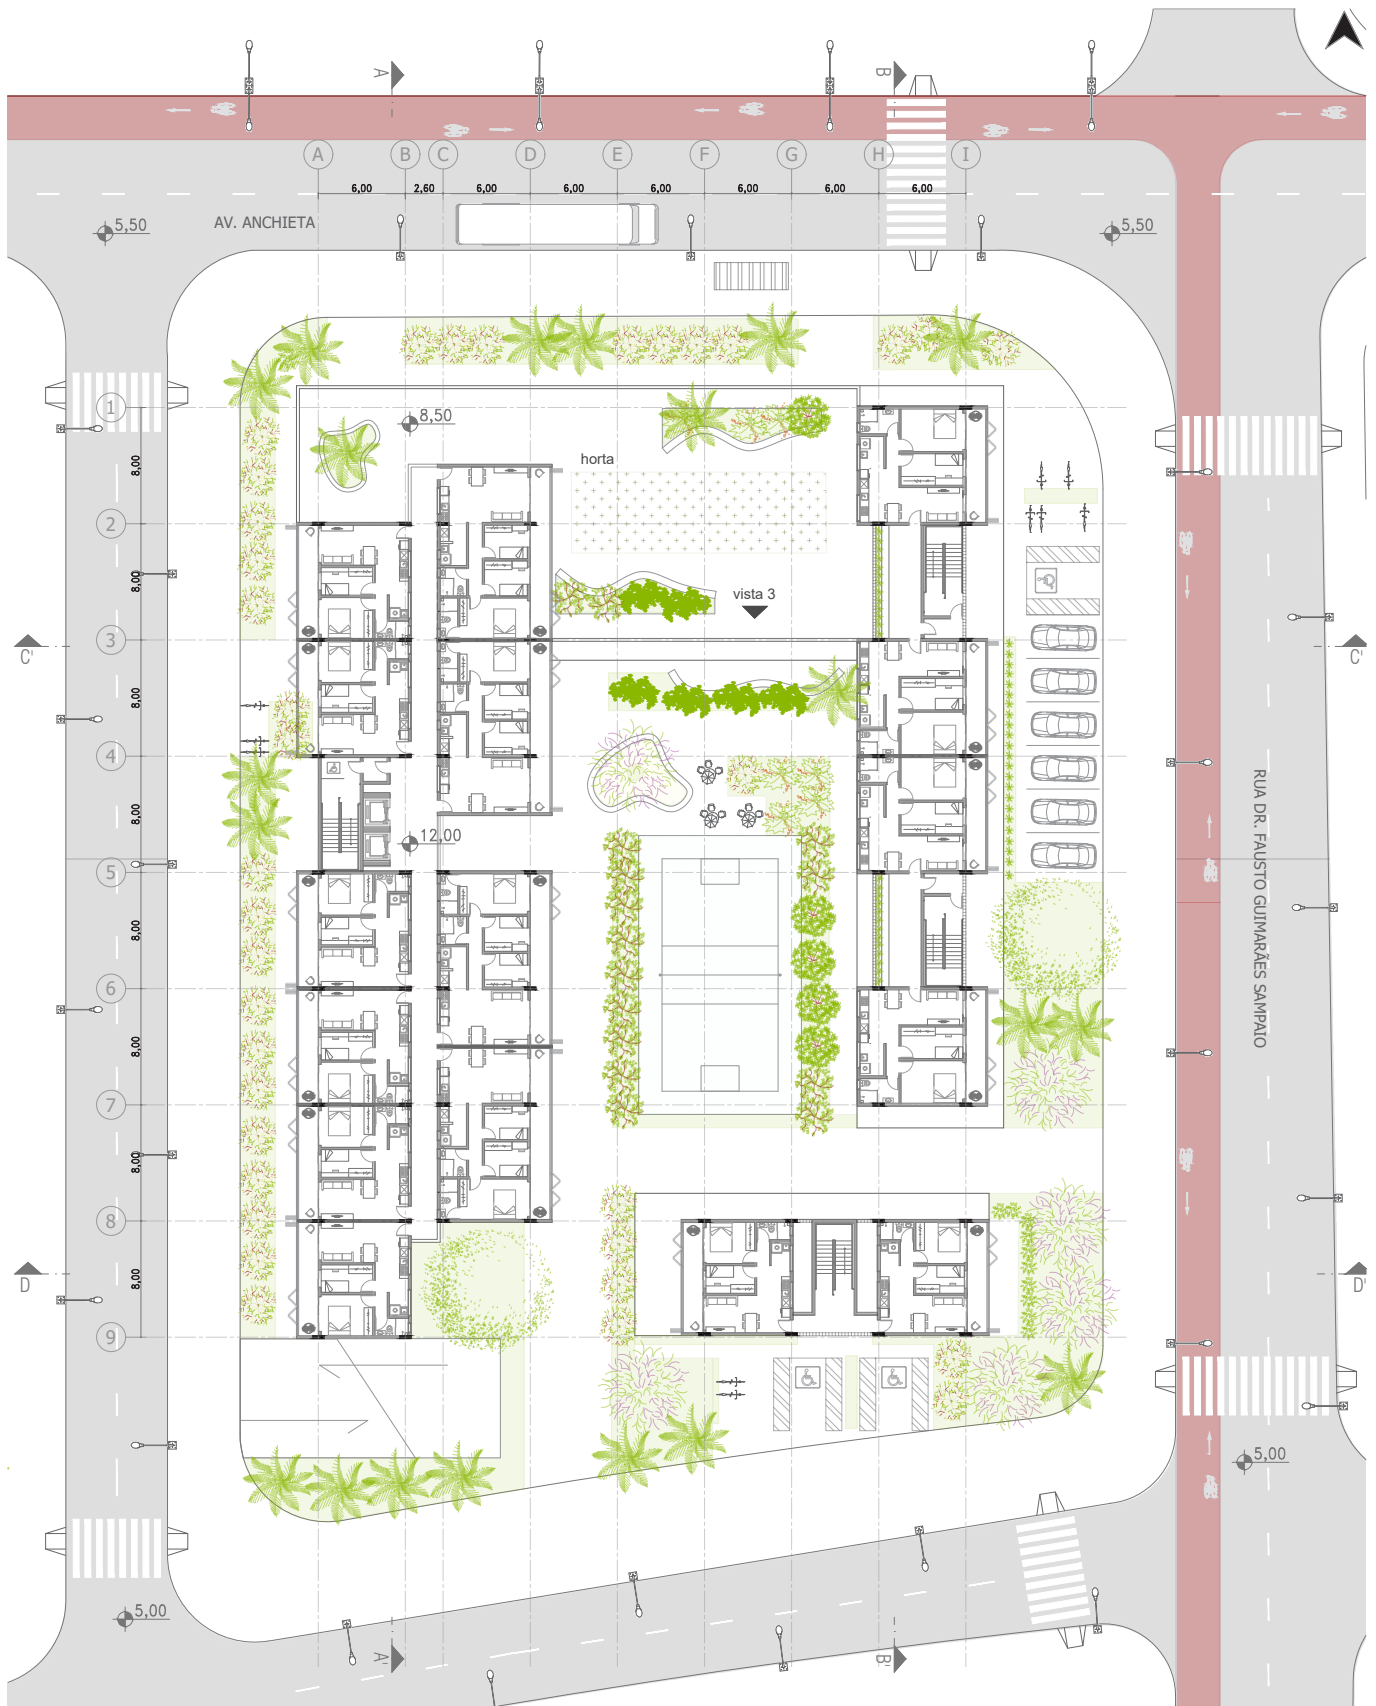 A B
A B C D E F G H I
6,00 2,60 6,00 6,00 6,00 6,00 6,00 6,00
AV. ANCHIETA
5,50
5,50
1
8,50
8,00
horta
2
8,00
vista 3
3
C' C'
8,00
4
8,00
12,00
5
RUA DR. FAUSTO GUIMARÃES SAMPAIO
8,00
6
8,00
7
8,00
8
D D'
8,00
9
5,00
5,00
A' B'